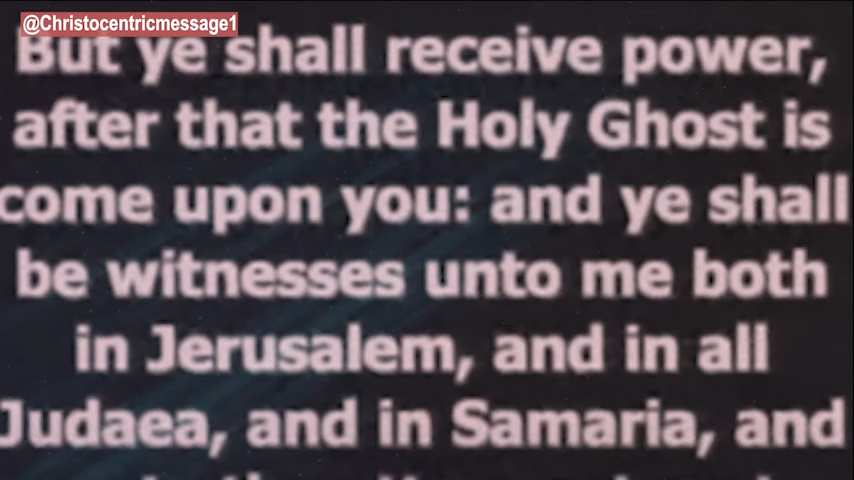 @Christocentricmessage1
But ye shall receive power,
after that the Holy Ghost is
come upon you: and ye shall
be witnesses unto me both
in Jerusalem, and in all
Judaea, and in Samaria, and